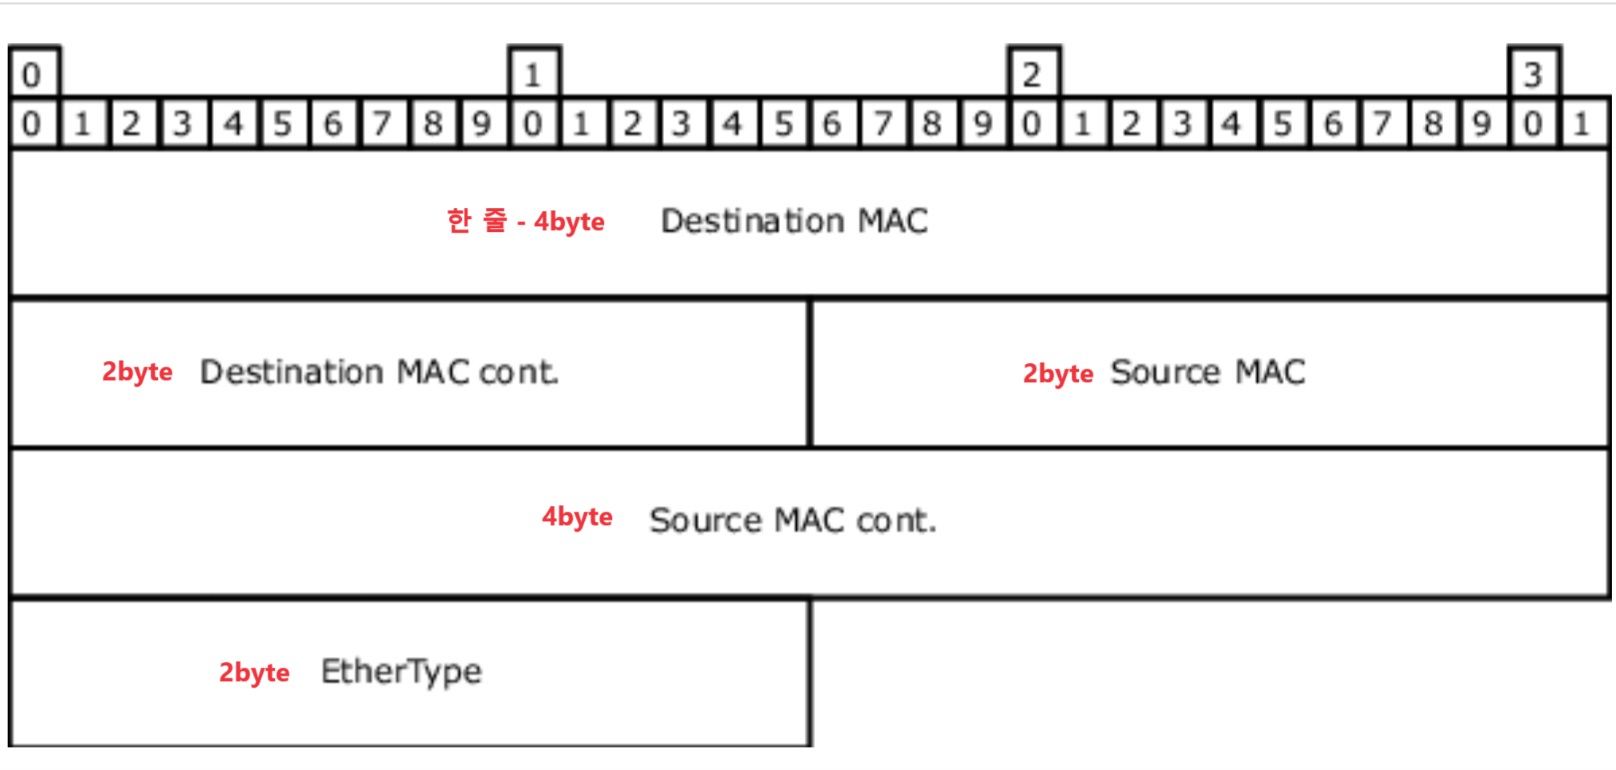 0 1 2 3
0 1 2 3 4 5 6 7 8 9 0 1 2 3 4 5 6 7 8 9 0 1 2 3 4 5 6 7 8 9 0 1
한 줄 - 4byte Destination MAC
2byte Destination MAC cont. 2byte Source MAC
4byte Source MAC cont.
2byte EtherType